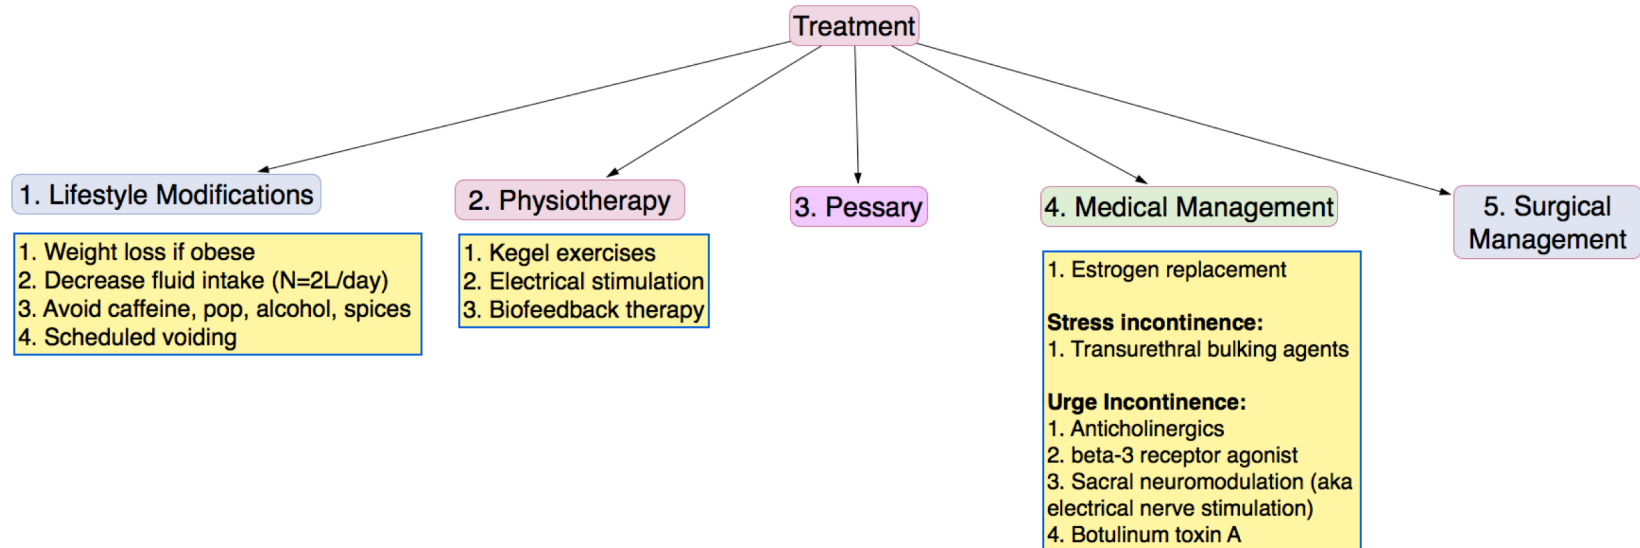 Treatment
1. Lifestyle Modifications
1. Weight loss if obese
2. Decrease fluid intake (N=2L/day)
3. Avoid caffeine, pop, alcohol, spices
4. Scheduled voiding
2. Physiotherapy
1. Kegel exercises
2. Electrical stimulation
3. Biofeedback therapy
3. Pessary
4. Medical Management
1. Estrogen replacement
Stress incontinence:
1. Transurethral bulking agents
Urge Incontinence:
1. Anticholinergics
2. beta-3 receptor agonist
3. Sacral neuromodulation (aka
electrical nerve stimulation)
4. Botulinum toxin A
5. Surgical
Management